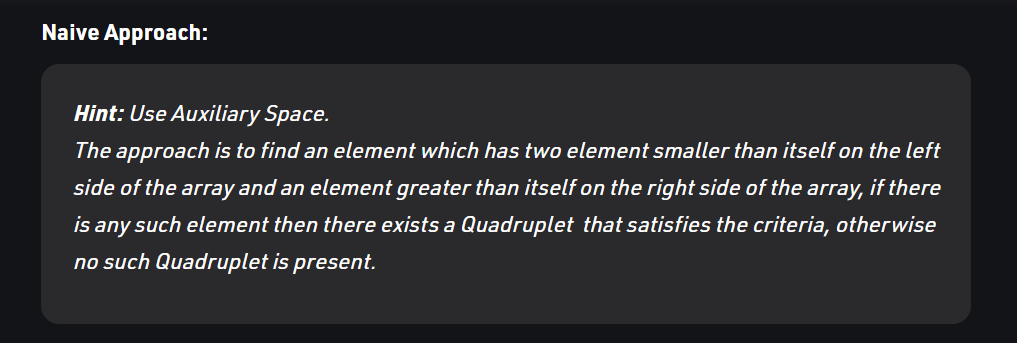 Naive Approach:
Hint: Use Auxiliary Space.
The approach is to find an element which has two element smaller than itself on the left
side of the array and an element greater than itself on the right side of the array, if there
is any such element then there exists a Quadruplet  that satisfies the criteria, otherwise
no such Quadruplet is present.